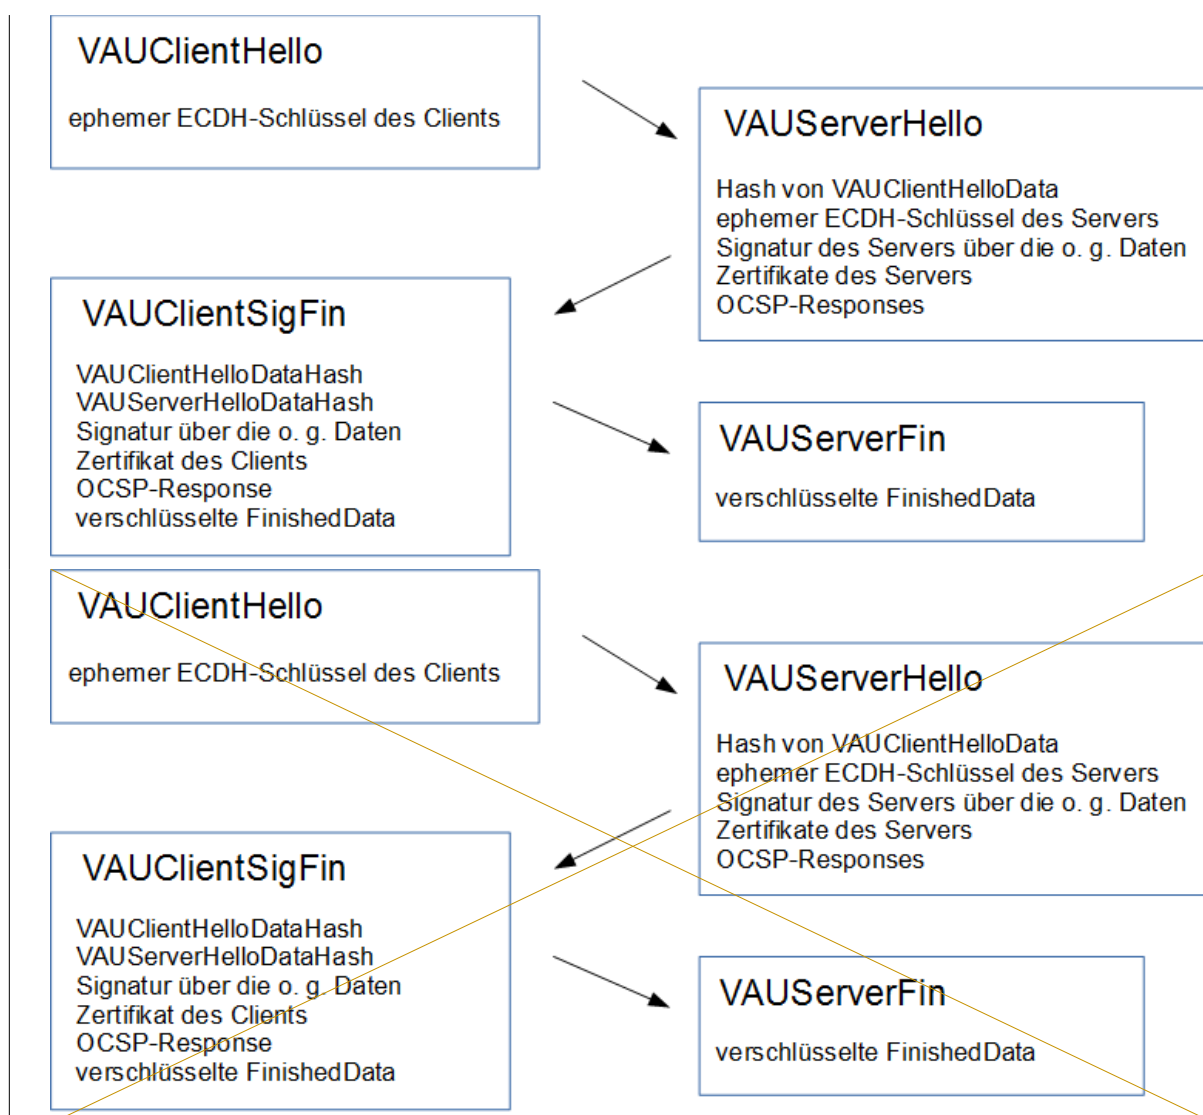 VAUClientHello
ephemer ECDH-Schlüssel des Clients
VAUServerHello
Hash von VAUClientHelloData
ephemer ECDH-Schlüssel des Servers
Signatur des Servers über die o. g. Daten
Zertifikate des Servers
OCSP-Responses
VAUClientSigFin
VAUClientHelloDataHash
VAUServerHelloDataHash
Signatur über die o. g. Daten
Zertifikat des Clients
OCSP-Response
verschlüsselte FinishedData
VAUServerFin
verschlüsselte FinishedData
VAUClientHello
ephemer ECDH-Schlüssel des Clients
VAUServerHello
Hash von VAUClientHelloData
ephemer ECDH-Schlüssel des Servers
Signatur des Servers über die o. g. Daten
Zertifikate des Servers
OCSP-Responses
VAUClientSigFin
VAUClientHelloDataHash
VAUServerHelloDataHash
Signatur über die o. g. Daten
Zertifikat des Clients
OCSP-Response
verschlüsselte FinishedData
VAUServerFin
verschlüsselte FinishedData